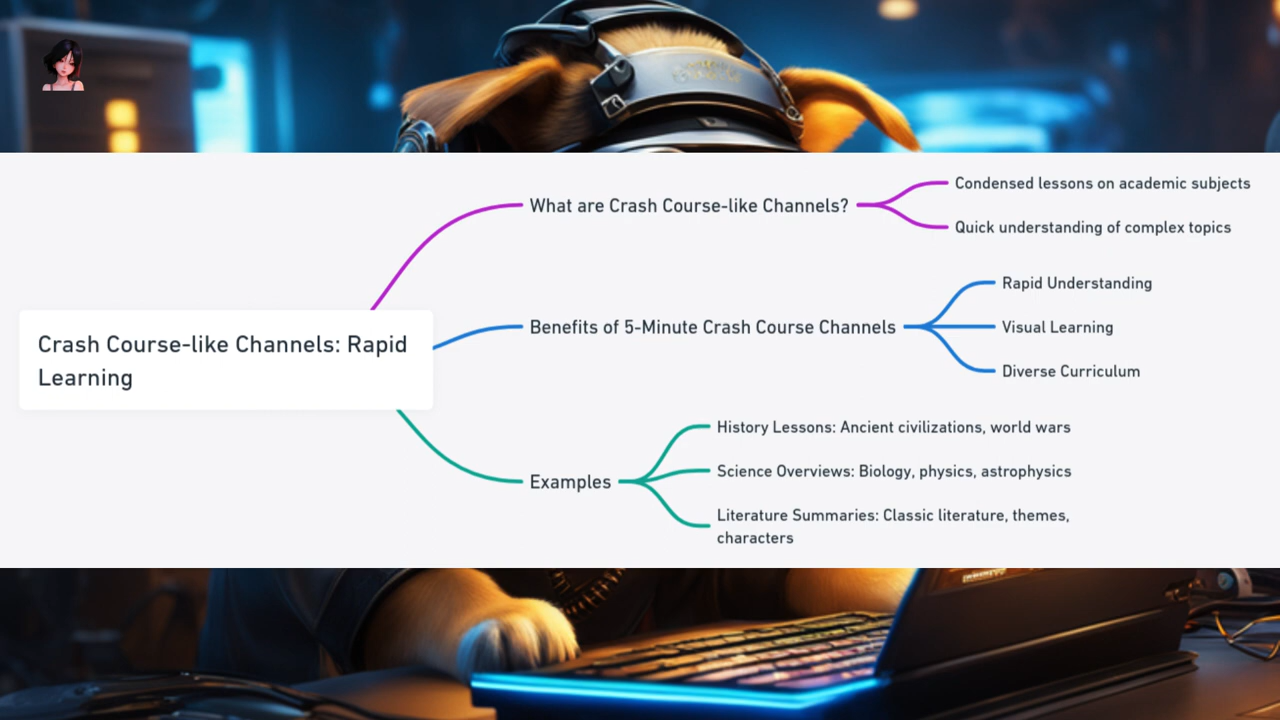 What are Crash Course-like Channels?
Condensed lessons on academic subjects
Quick understanding of complex topics
Crash Course-like Channels: Rapid
Learning
Benefits of 5-Minute Crash Course Channels
Rapid Understanding
Visual Learning
Diverse Curriculum
Examples
History Lessons: Ancient civilizations, world wars
Science Overviews: Biology, physics, astrophysics
Literature Summaries: Classic literature, themes,
characters